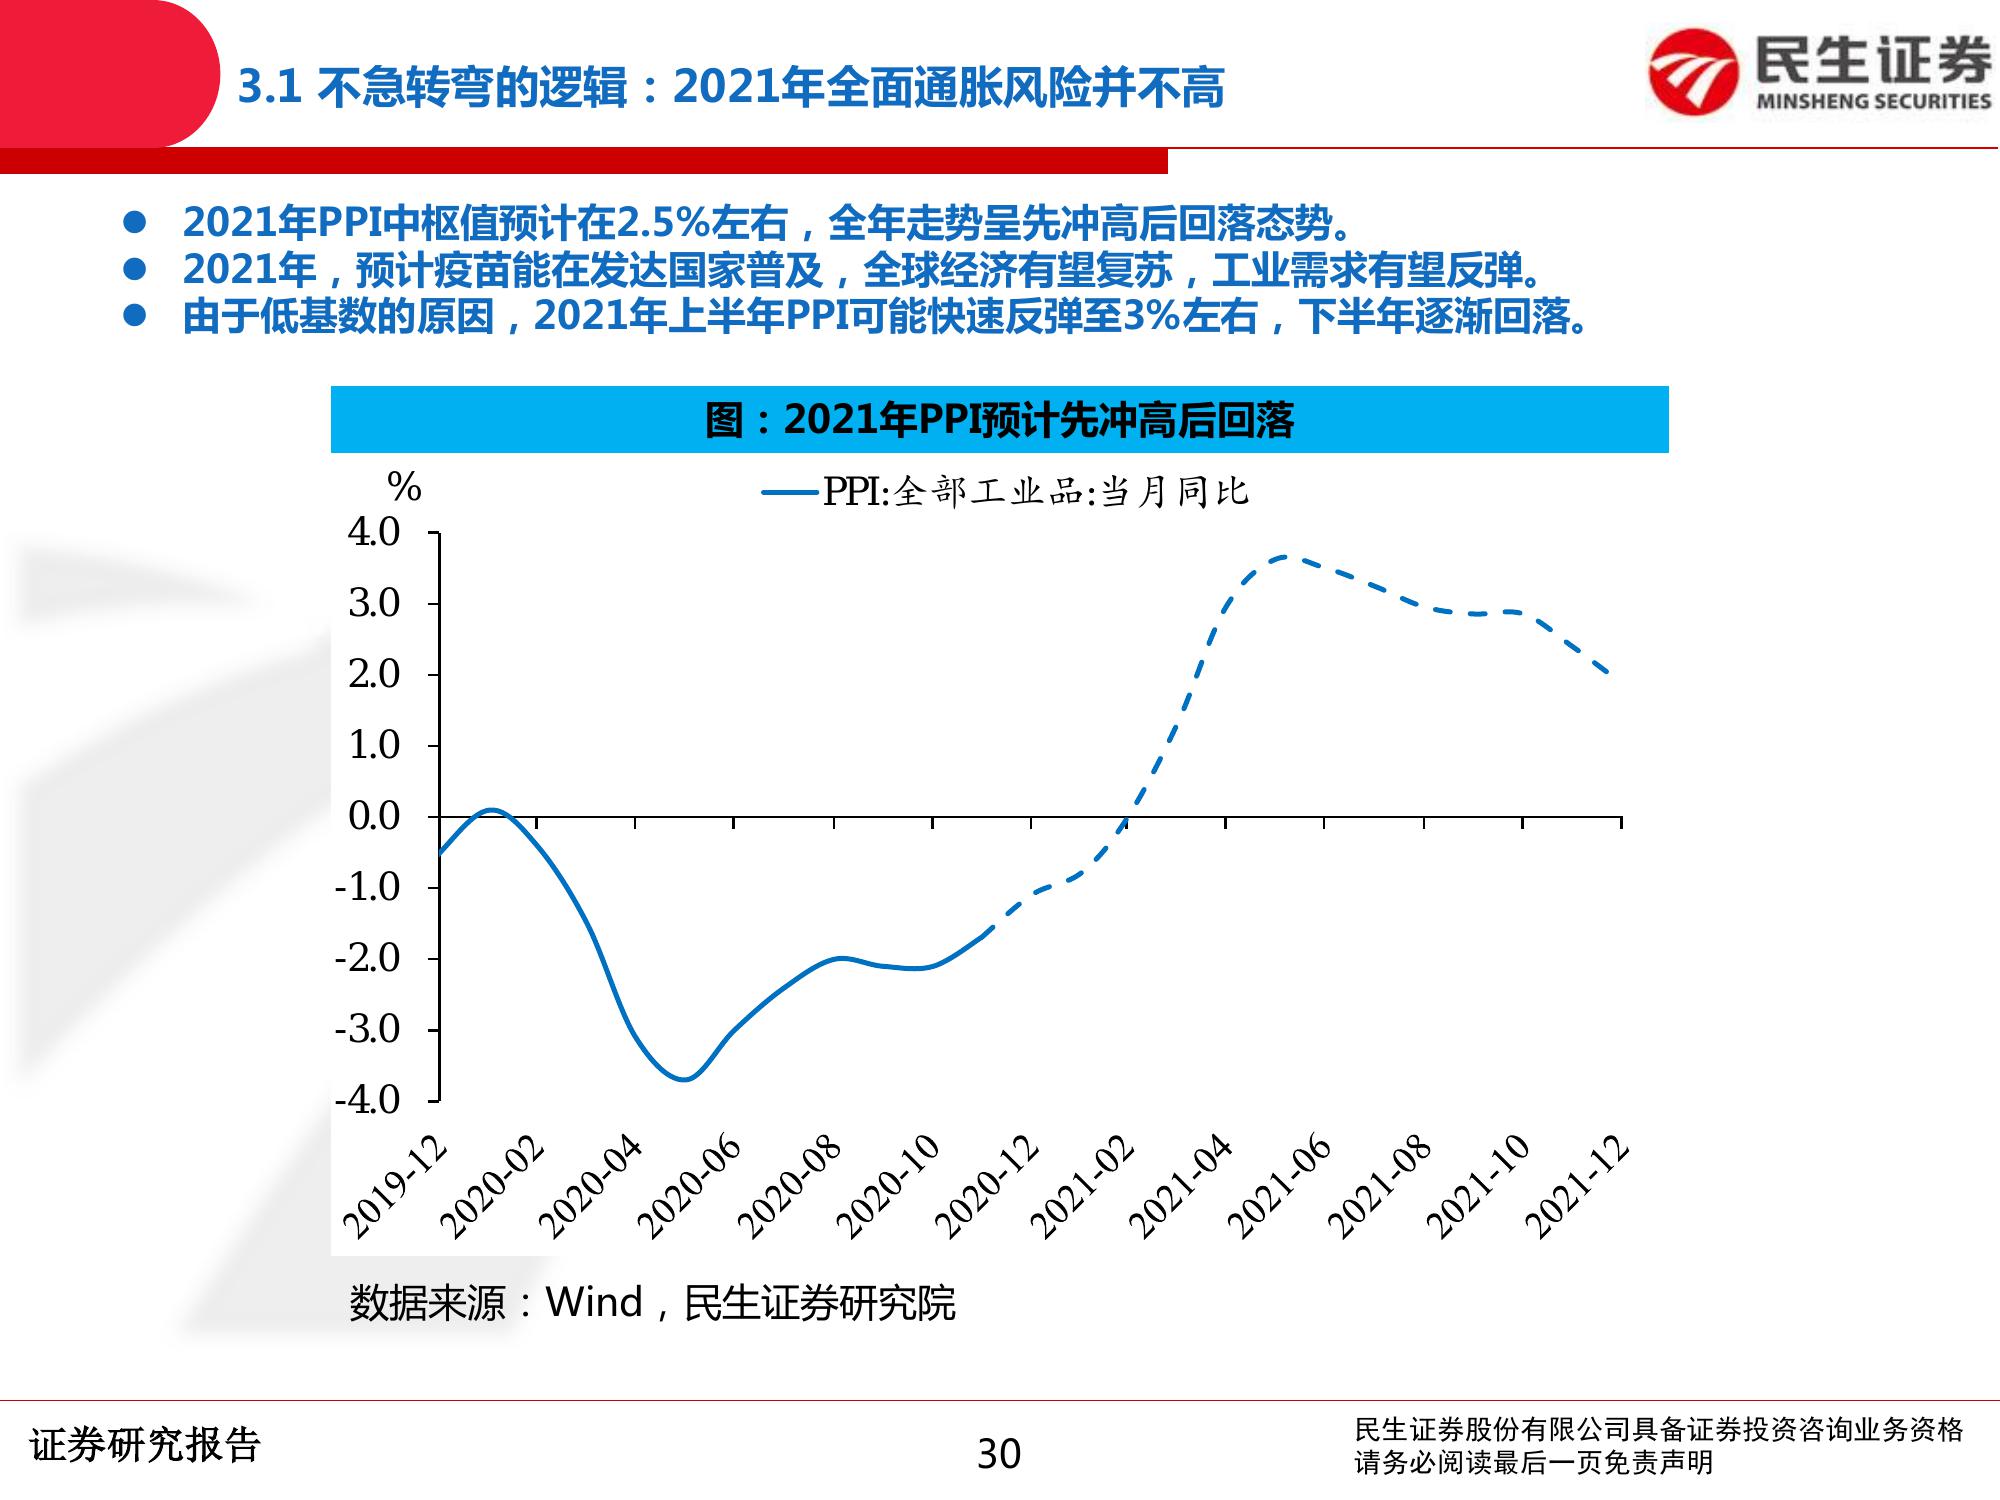 3.1 不急转弯的逻辑：2021年全面通胀风险并不高
民生证券
MINSHENG SECURITIES
2021年PPI中枢值预计在2.5%左右，全年走势呈先冲高后回落态势。
2021年，预计疫苗能在发达国家普及，全球经济有望复苏，工业需求有望反弹。
由于低基数的原因，2021年上半年PPI可能快速反弹至3%左右，下半年逐渐回落。
图：2021年PPI预计先冲高后回落
%
PPI:全部工业品:当月同比
4.0
3.0
2.0
1.0
0.0
-1.0
-2.0
-3.0
-4.0
2019-12
2020-02
2020-04
2020-06
2020-08
2020-10
2020-12
2021-02
2021-04
2021-06
2021-08
2021-10
2021-12
数据来源：Wind，民生证券研究院
证券研究报告
30
民生证券股份有限公司具备证券投资咨询业务资格
请务必阅读最后一页免责声明